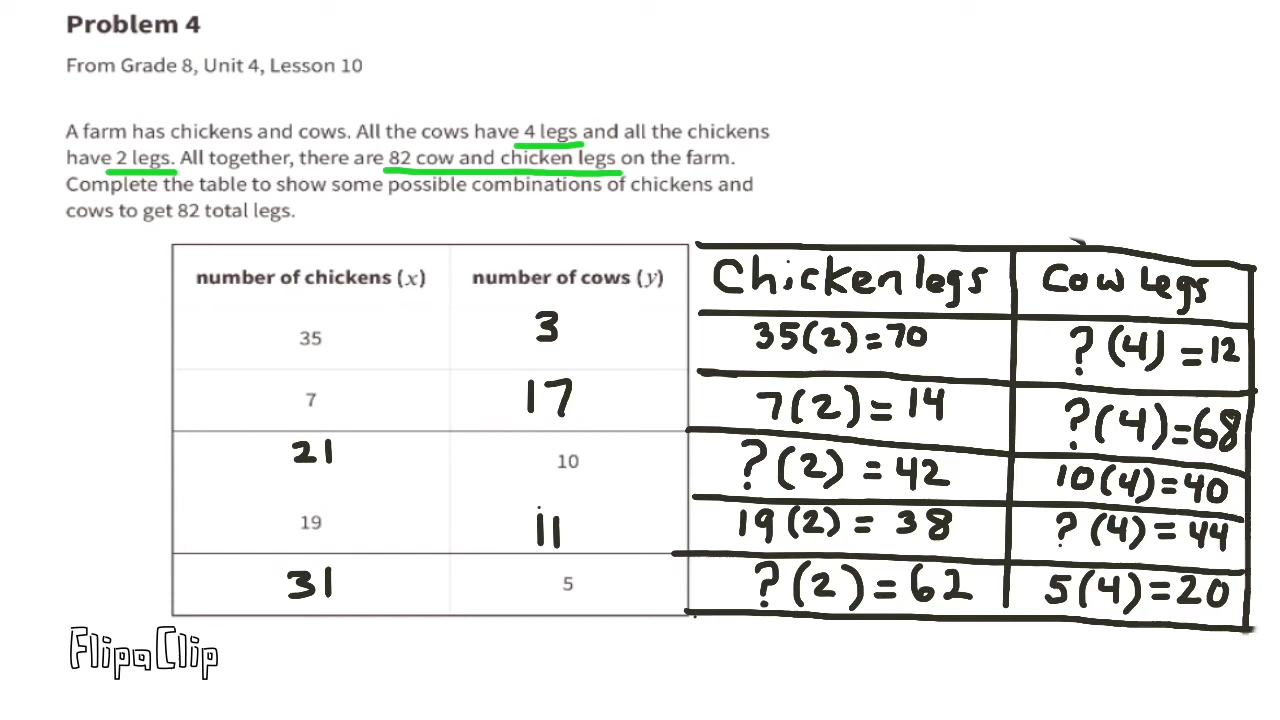 Problem 4
From Grade 8, Unit 4, Lesson 10
A farm has chickens and cows. All the cows have 4 legs and all the chickens
have 2 legs. All together, there are 82 cow and chicken legs on the farm.
Complete the table to show some possible combinations of chickens and
cows to get 82 total legs.
number of chickens (x) number of cows (y) Chicken legs Cow Legs
35 3 35(2)=70 ?(4)=12
7 17 7(2)=14 ?(4)=68
21 10 ?(2)=42 10(4)=40
19 11 19(2)=38 ?(4)=44
31 5 ?(2)=62 5(4)=20
FlipaClip